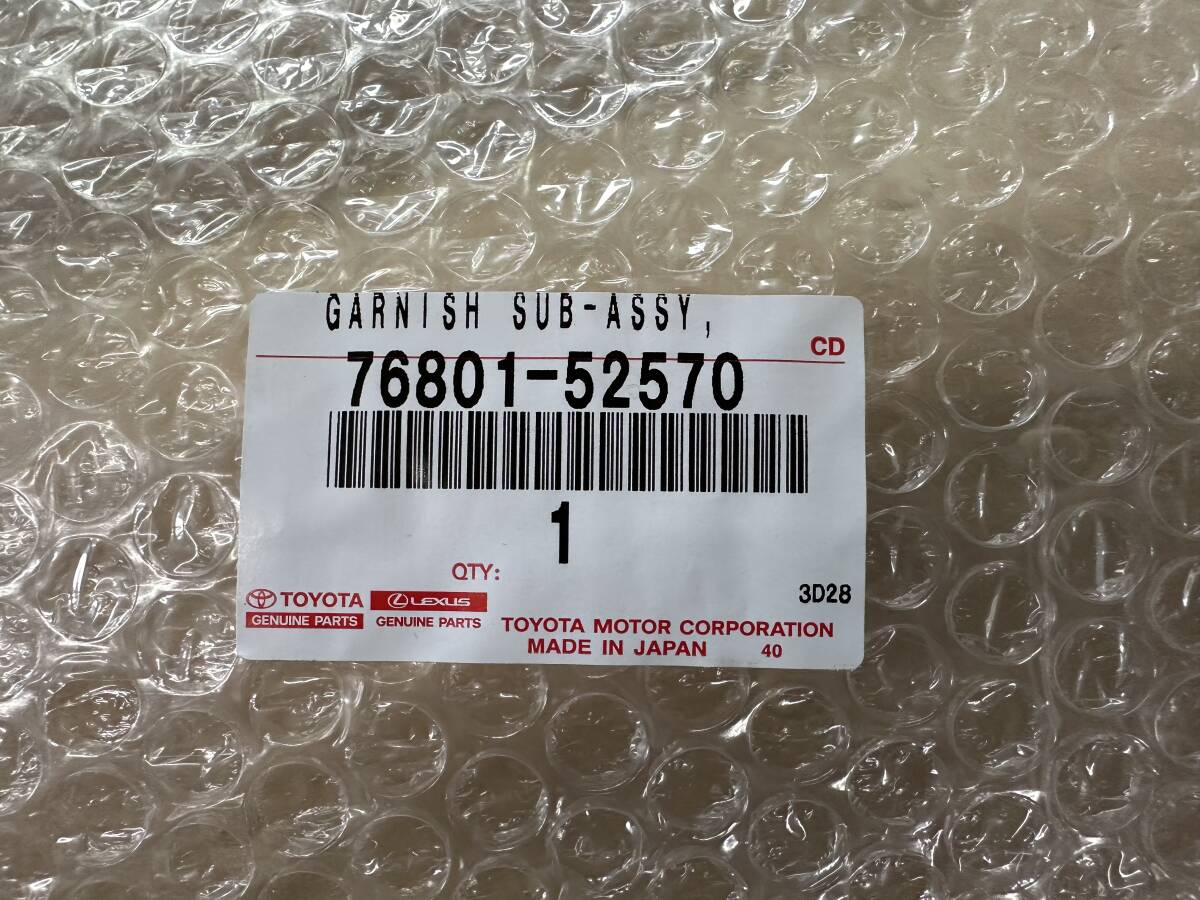 GARNISH SUB-ASSY,
CD
76801-52570
1
QTY:
3D28
TOYOTA
GENUINE PARTS
LEXUS
GENUINE PARTS
TOYOTA MOTOR CORPORATION
MADE IN JAPAN 40